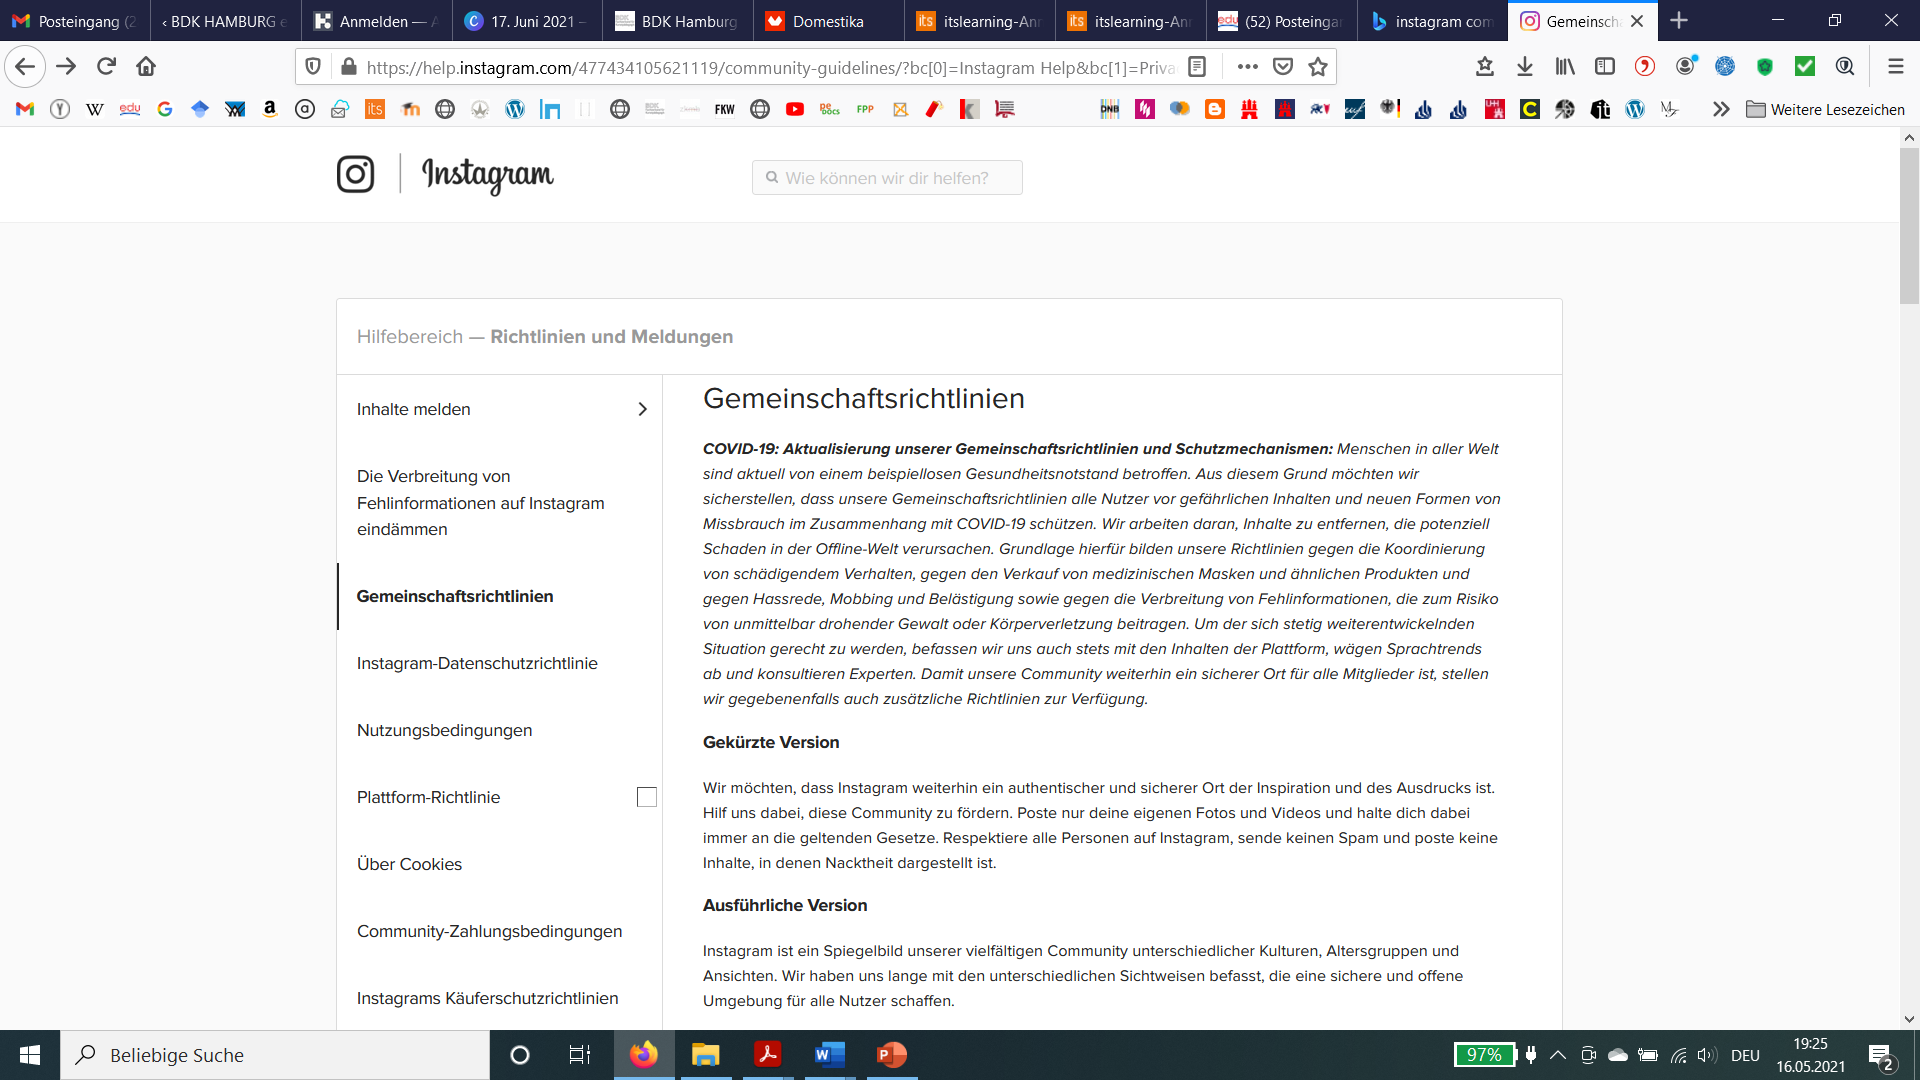 Posteingang (2
‹ BDK HAMBURG e
Anmelden — A
17. Juni 2021 –
BDK Hamburg
Domestika
itslearning-Anm
itslearning-Anm
(52) Posteingan
instagram com
Gemeinscha
https://help.instagram.com/477434105621119/community-guidelines/?bc[0]=Instagram Help&bc[1]=Priva
FKW
FPP
Weitere Lesezeichen
Instagram
Wie können wir dir helfen?
Hilfebereich — Richtlinien und Meldungen
Inhalte melden
Die Verbreitung von
Fehlinformationen auf Instagram
eindämmen
Gemeinschaftsrichtlinien
Instagram-Datenschutzrichtlinie
Nutzungsbedingungen
Plattform-Richtlinie
Über Cookies
Community-Zahlungsbedingungen
Instagrams Käuferschutzrichtlinien
Gemeinschaftsrichtlinien
COVID-19: Aktualisierung unserer Gemeinschaftsrichtlinien und Schutzmechanismen: Menschen in aller Welt
sind aktuell von einem beispiellosen Gesundheitsnotstand betroffen. Aus diesem Grund möchten wir
sicherstellen, dass unsere Gemeinschaftsrichtlinien alle Nutzer vor gefährlichen Inhalten und neuen Formen von
Missbrauch im Zusammenhang mit COVID-19 schützen. Wir arbeiten daran, Inhalte zu entfernen, die potenziell
Schaden in der Offline-Welt verursachen. Grundlage hierfür bilden unsere Richtlinien gegen die Koordinierung
von schädigendem Verhalten, gegen den Verkauf von medizinischen Masken und ähnlichen Produkten und
gegen Hassrede, Mobbing und Belästigung sowie gegen die Verbreitung von Fehlinformationen, die zum Risiko
von unmittelbar drohender Gewalt oder Körperverletzung beitragen. Um der sich stetig weiterentwickelnden
Situation gerecht zu werden, befassen wir uns auch stets mit den Inhalten der Plattform, wägen Sprachtrends
ab und konsultieren Experten. Damit unsere Community weiterhin ein sicherer Ort für alle Mitglieder ist, stellen
wir gegebenenfalls auch zusätzliche Richtlinien zur Verfügung.
Gekürzte Version
Wir möchten, dass Instagram weiterhin ein authentischer und sicherer Ort der Inspiration und des Ausdrucks ist.
Hilf uns dabei, diese Community zu fördern. Poste nur deine eigenen Fotos und Videos und halte dich dabei
immer an die geltenden Gesetze. Respektiere alle Personen auf Instagram, sende keinen Spam und poste keine
Inhalte, in denen Nacktheit dargestellt ist.
Ausführliche Version
Instagram ist ein Spiegelbild unserer vielfältigen Community unterschiedlicher Kulturen, Altersgruppen und
Ansichten. Wir haben uns lange mit den unterschiedlichen Sichtweisen befasst, die eine sichere und offene
Umgebung für alle Nutzer schaffen.
Beliebige Suche
97%
DEU
19:25
16.05.2021
2